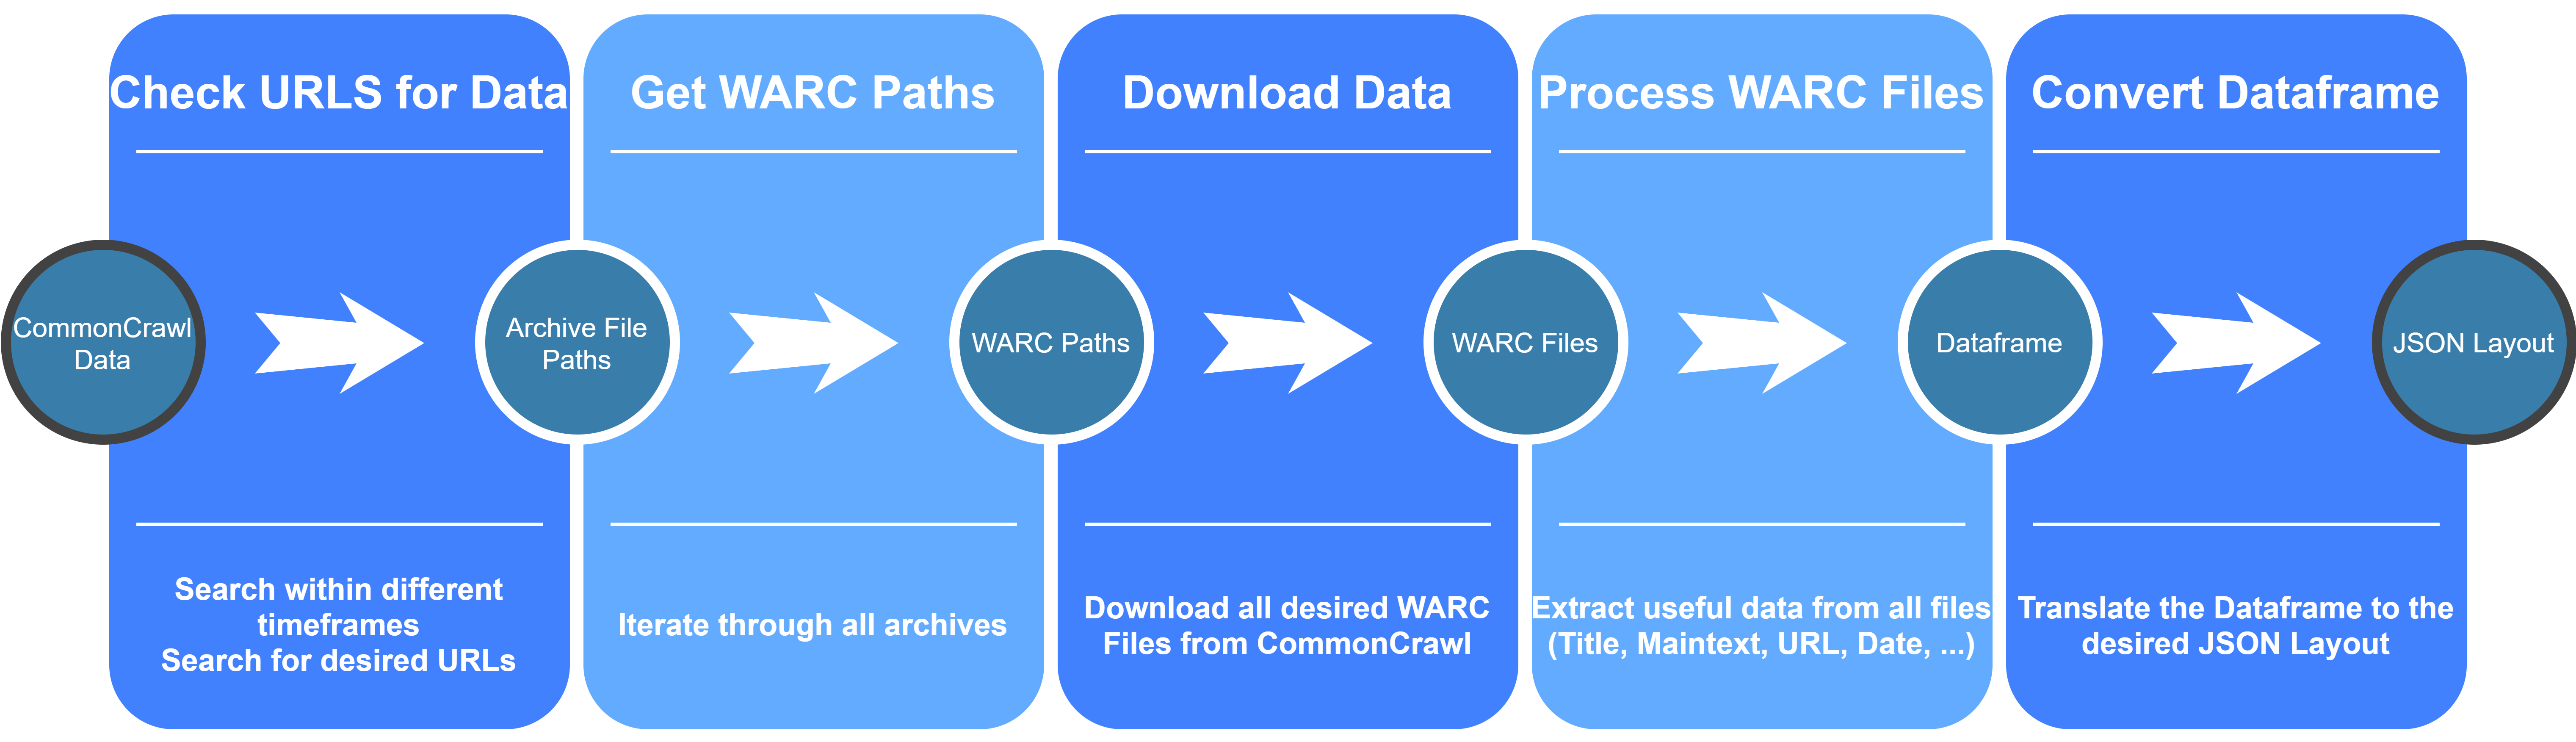 Check URLS for Data
Get WARC Paths
Download Data
Process WARC Files
Convert Dataframe
CommonCrawl
Data
Archive File
Paths
WARC Paths
WARC Files
Dataframe
JSON Layout
Search within different
timeframes
Search for desired URLs
Iterate through all archives
Download all desired WARC
Files from CommonCrawl
Extract useful data from all files
(Title, Maintext, URL, Date, ...)
Translate the Dataframe to the
desired JSON Layout